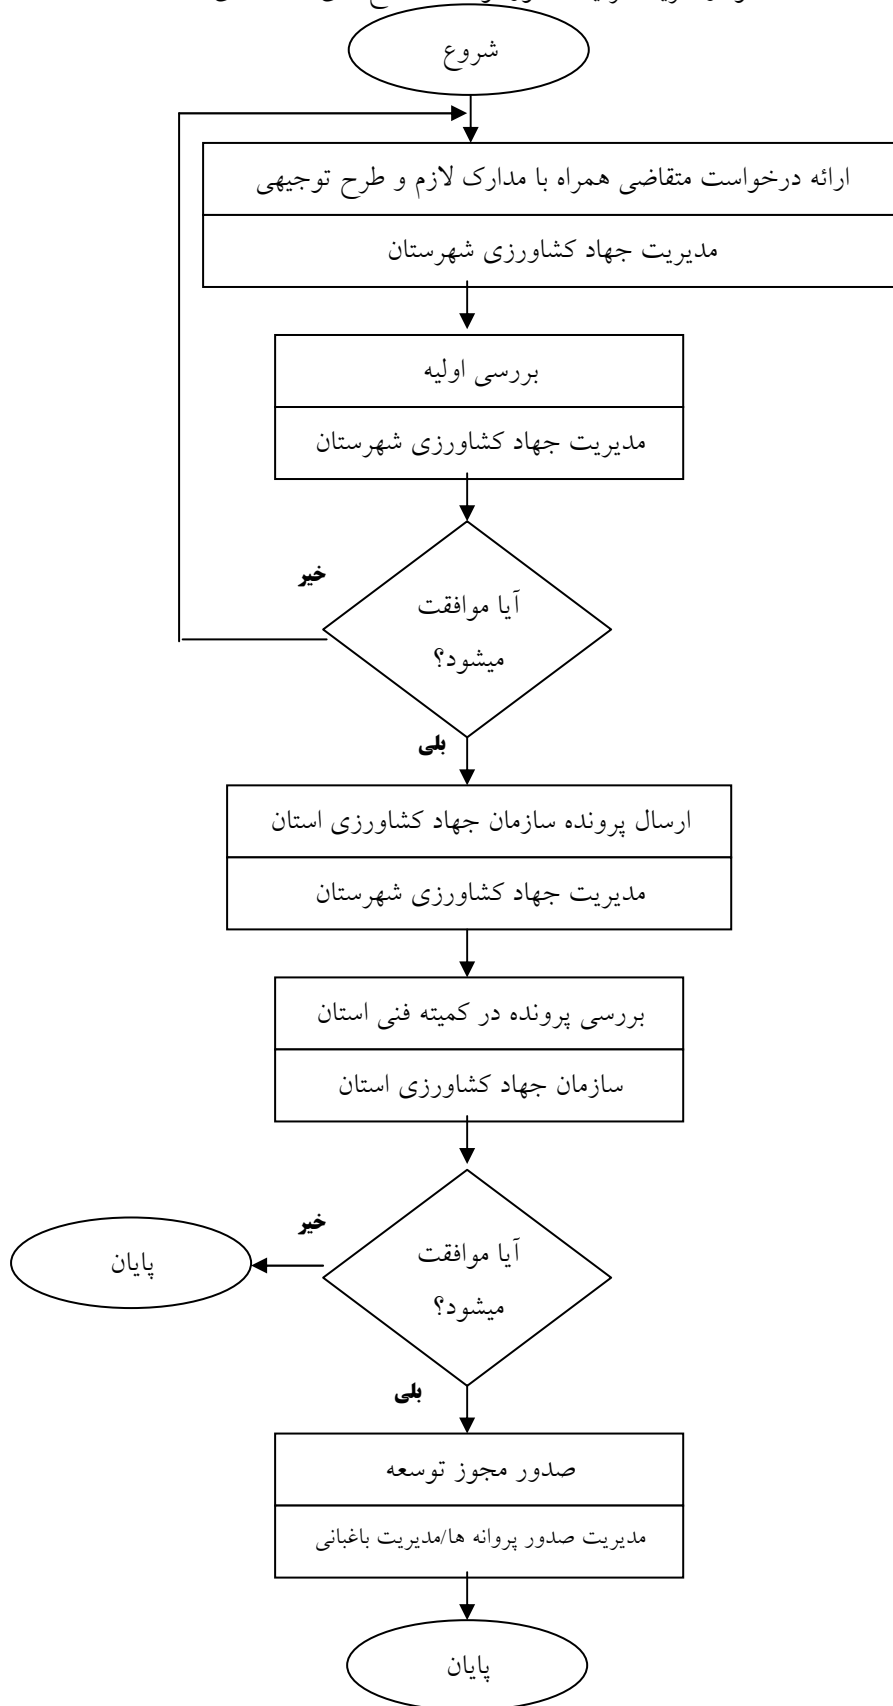 شروع
ارائه درخواست متقاضی همراه با مدارک لازم و طرح توجیهی
مدیریت جهاد کشاورزی شهرستان
بررسی اولیه
مدیریت جهاد کشاورزی شهرستان
خیر
آیا موافقت
میشود؟
بلی
ارسال پرونده سازمان جهاد کشاورزی استان
مدیریت جهاد کشاورزی شهرستان
بررسی پرونده در کمیته فنی استان
سازمان جهاد کشاورزی استان
خیر
آیا موافقت
میشود؟
پایان
بلی
صدور مجوز توسعه
مدیریت صدور پروانه ها/مدیریت باغبانی
پایان